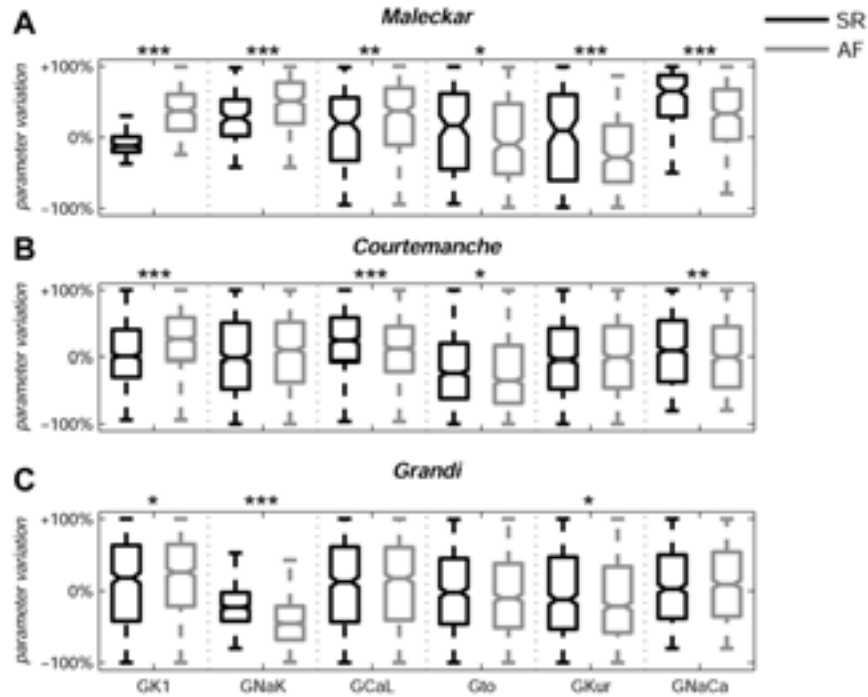 A
Maleckar
SR
AF
*** *** ** * *** ***
+100%
0%
-100%
parameter variation
B
Courtemanche
*** *** * **
+100%
0%
-100%
parameter variation
C
Grandi
* *** *
+100%
0%
-100%
parameter variation
GK1 GNaK GCaL Gto GKur GNaCa